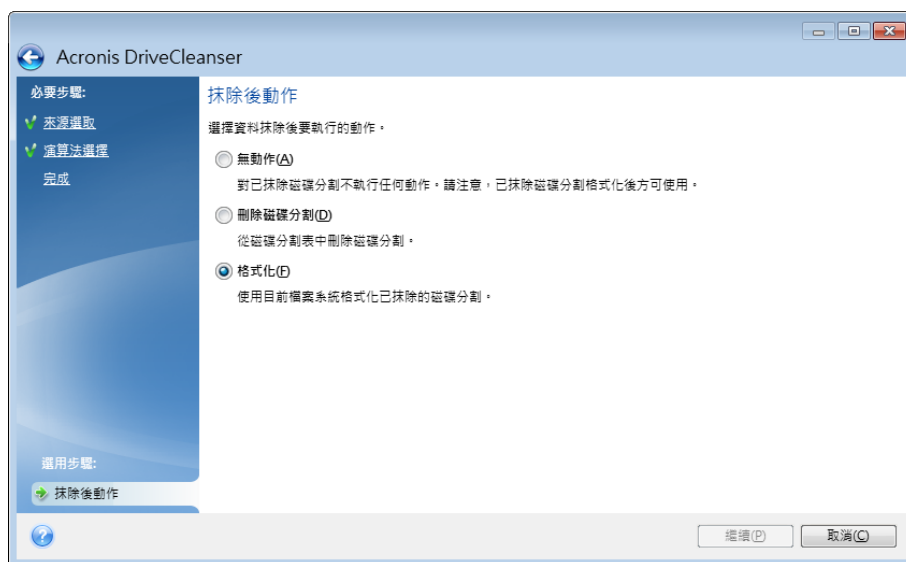 Acronis DriveCleanser
必要步驟:
來源選取
演算法選擇
完成
選用步驟:
抹除後動作
抹除後動作
選擇資料抹除後要執行的動作。
無動作(A)
對已抹除磁碟分割不執行任何動作。請注意，已抹除磁碟分割格式化後方可使用。
刪除磁碟分割(D)
從磁碟分割表中刪除磁碟分割。
格式化(F)
使用目前檔案系統格式化已抹除的磁碟分割。
繼續(P)
取消(C)